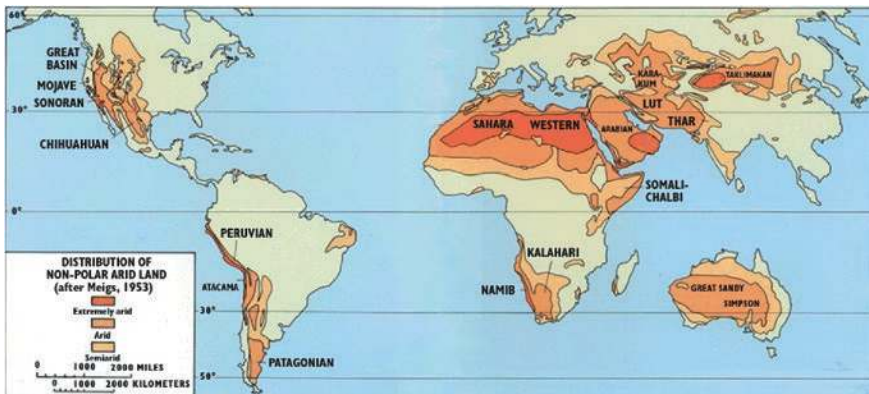 60°
GREAT
BASIN
MOJAVE
SONORAN
30°
CHIHUAHUAN
KARA-
KUM
TAKLIMAKAN
LUT
THAR
SAHARA
WESTERN
ARABIAN
SOMALI-
CHALBI
0°
PERUVIAN
KALAHARI
NAMIB
ATACAMA
GREAT SANDY
SIMPSON
30°
PATAGONIAN
50°
DISTRIBUTION OF
NON-POLAR ARID LAND
(after Meigs, 1953)
Extremely arid
Arid
Semiarid
0 1000 2000 MILES
0 1000 2000 KILOMETERS